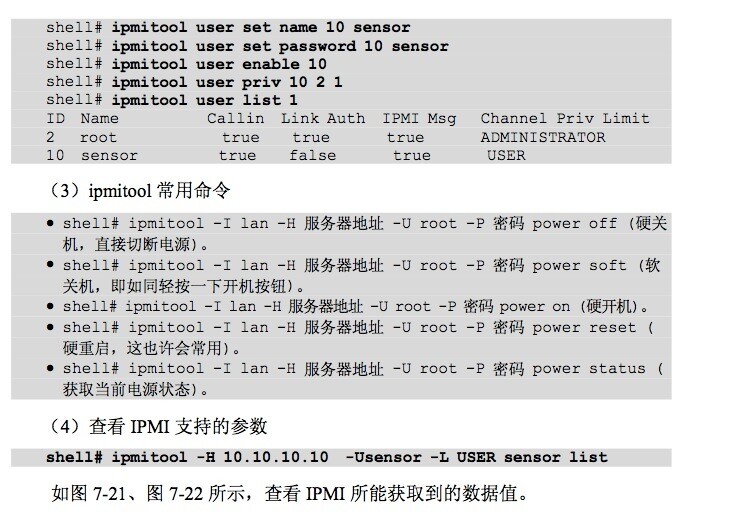 shell# ipmitool user set name 10 sensor
shell# ipmitool user set password 10 sensor
shell# ipmitool user enable 10
shell# ipmitool user priv 10 2 1
shell# ipmitool user list 1
ID Name Callin Link Auth IPMI Msg Channel Priv Limit
2 root true true true ADMINISTRATOR
10 sensor true false true USER
（3）ipmitool 常用命令
● shell# ipmitool -I lan -H 服务器地址 -U root -P 密码 power off (硬关
机，直接切断电源)。
● shell# ipmitool -I lan -H 服务器地址 -U root -P 密码 power soft (软
关机，即如同轻按一下开机按钮)。
● shell# ipmitool -I lan -H 服务器地址 -U root -P 密码 power on (硬开机)。
● shell# ipmitool -I lan -H 服务器地址 -U root -P 密码 power reset (
硬重启，这也许会常用)。
● shell# ipmitool -I lan -H 服务器地址 -U root -P 密码 power status (
获取当前电源状态)。
（4）查看 IPMI 支持的参数
shell# ipmitool -H 10.10.10.10 -Usensor -L USER sensor list
如图 7-21、图 7-22 所示，查看 IPMI 所能获取到的数据值。